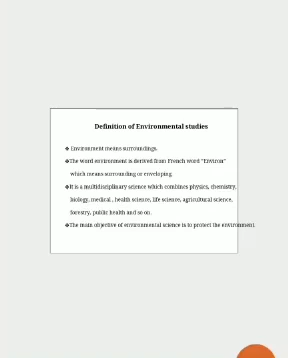 Definition of Environmental studies
❖ Environment means surroundings.
❖The word environment is derived from French word "Environ"
which means surrounding or enveloping
❖It is a multidisciplinary science which combines physics, chemistry,
biology, medical , health science, life science, agricultural science,
forestry, public health and so on.
❖The main objective of environmental science is to protect the environment.